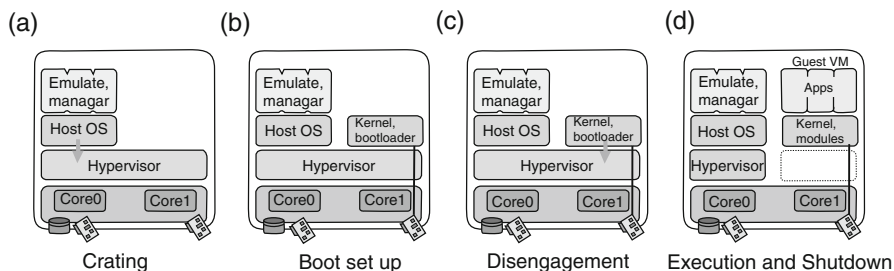 (a)
Emulate,
managar
Host OS
Hypervisor
Core0
Core1
Crating
(b)
Emulate,
managar
Host OS
Kernel,
bootloader
Hypervisor
Core0
Core1
Boot set up
(c)
Emulate,
managar
Host OS
Kernel,
bootloader
Hypervisor
Core0
Core1
Disengagement
(d)
Guest VM
Emulate,
managar
Apps
Host OS
Kernel,
modules
Hypervisor
Core0
Core1
Execution and Shutdown